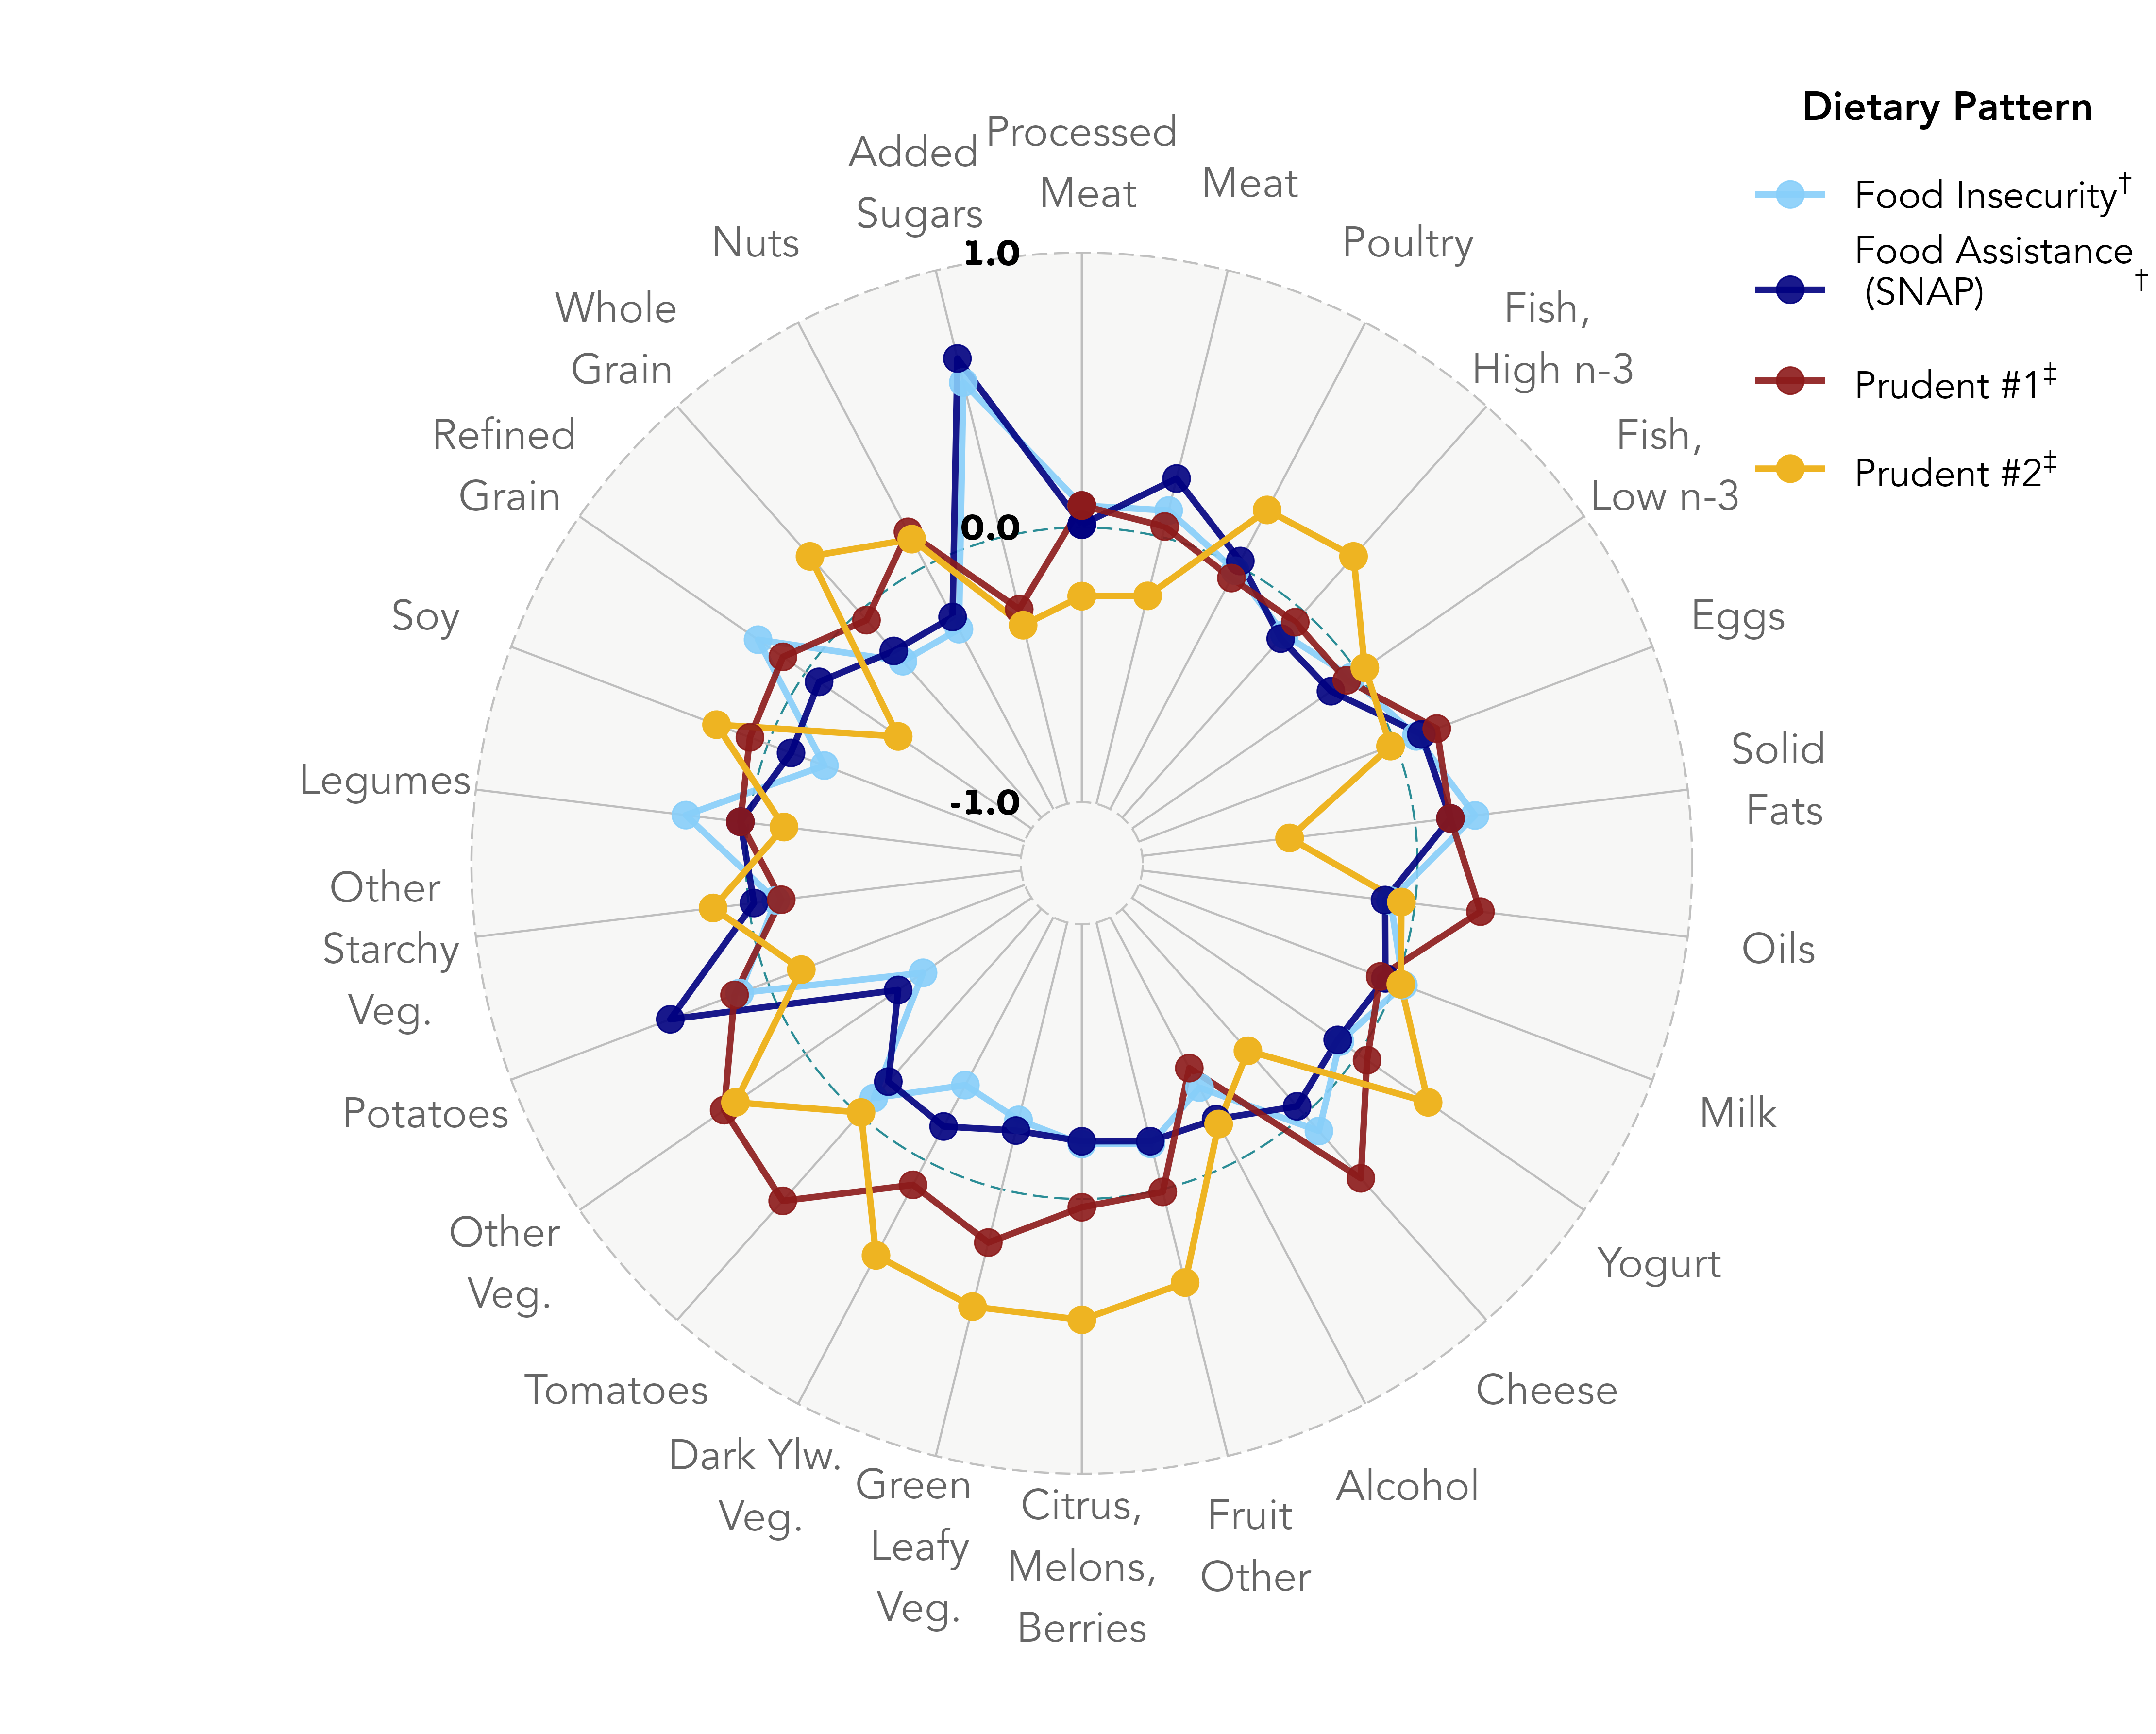 Dietary Pattern
Food Insecurity†
Food Assistance
(SNAP) †
Prudent #1‡
Prudent #2‡
Processed
Meat
Meat
Poultry
Fish,
High n-3
Fish,
Low n-3
Eggs
Solid
Fats
Oils
Milk
Yogurt
Cheese
Alcohol
Fruit
Other
Citrus,
Melons,
Berries
Green
Leafy
Veg.
Dark Ylw.
Veg.
Tomatoes
Other
Veg.
Potatoes
Other
Starchy
Veg.
Legumes
Soy
Refined
Grain
Whole
Grain
Nuts
Added
Sugars
1.0
0.0
-1.0